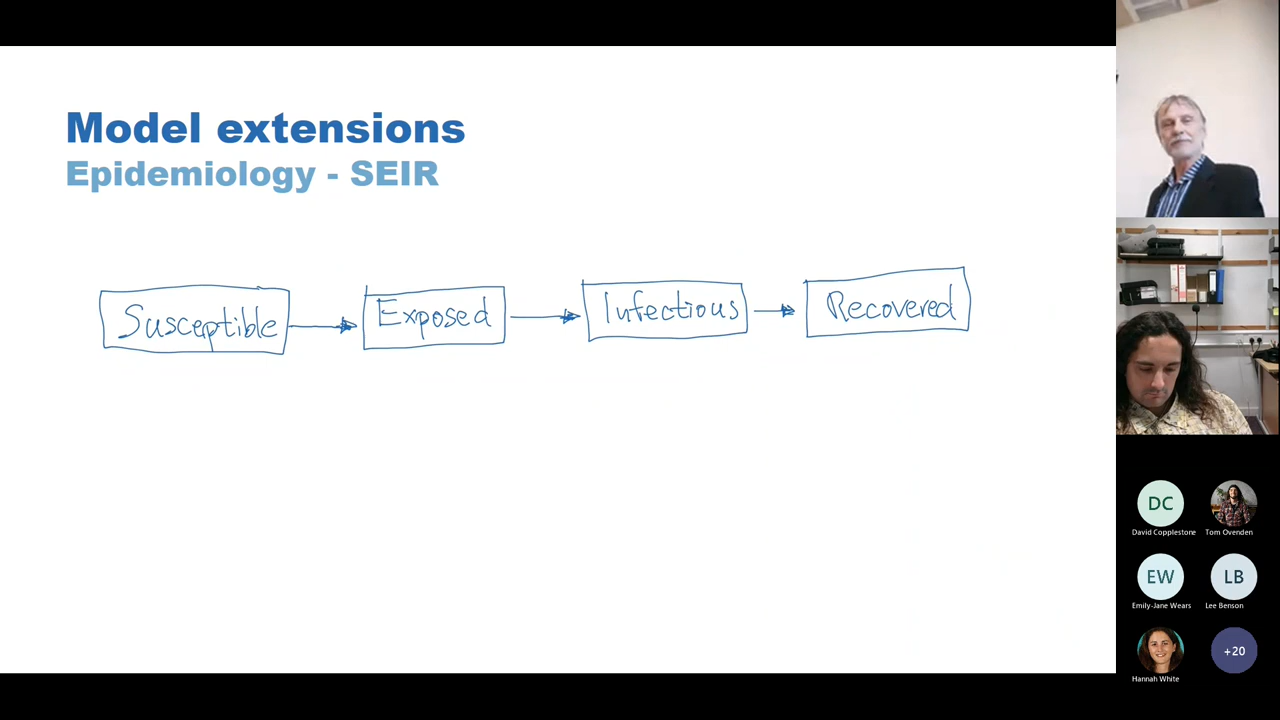 Model extensions
Epidemiology - SEIR
Susceptible Exposed Infectious Recovered
DC
David Copplestone Tom Ovenden
EW LB
Emily-Jane Wears Lee Benson
+20
Hannah White